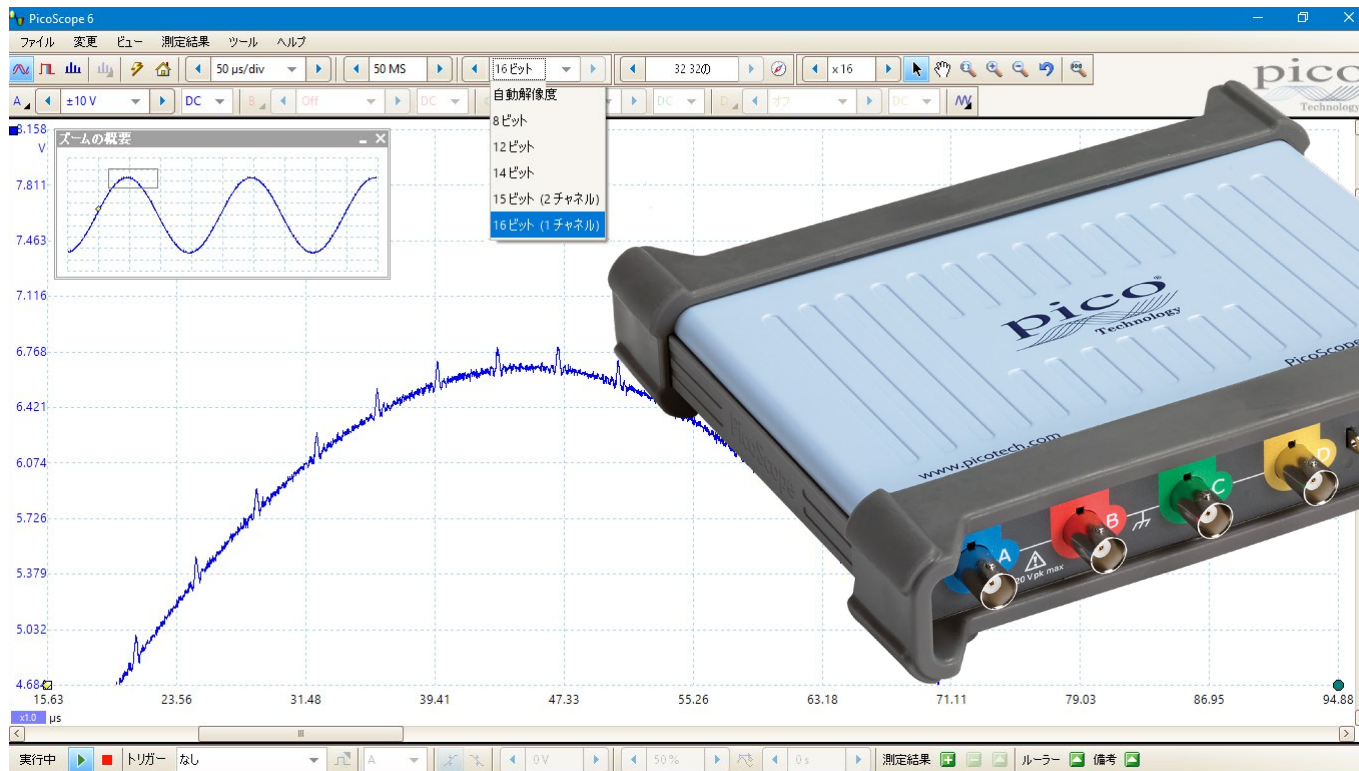 PicoScope 6
ファイル 変更 ビュー 測定結果 ツール ヘルプ
50 µs/div 50 MS 16ビット 32 32の x 16
A ±10 V DC B Off DC DC D オフ DC
自動解像度
8ビット
12ビット
14ビット
15ビット (2 チャネル)
16ビット (1 チャネル)
pico
Technology
ズームの概要
8.158
V
7.811
7.463
7.116
6.768
6.421
6.074
5.726
5.379
5.032
4.684
15.63 23.56 31.48 39.41 47.33 55.26 63.18 71.11 79.03 86.95 94.88
x1.0 µs
pico
Technology
PicoScope
www.picotech.com
PicoScope
A B C D
20 V pk max
実行中 トリガー なし A 0 V 50 % 0 s 測定結果 ルーラー 備考